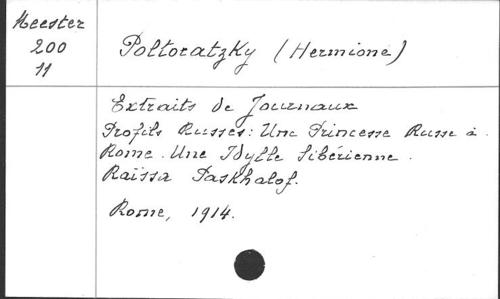 Meester
200
11
Poltoratzky (Hermione)
Extraits de Journaux
Profils Russes: Une Princesse Russe à
Rome. Une Idylle Sibérienne.
Raïssa Paskhalof.
Rome, 1914.